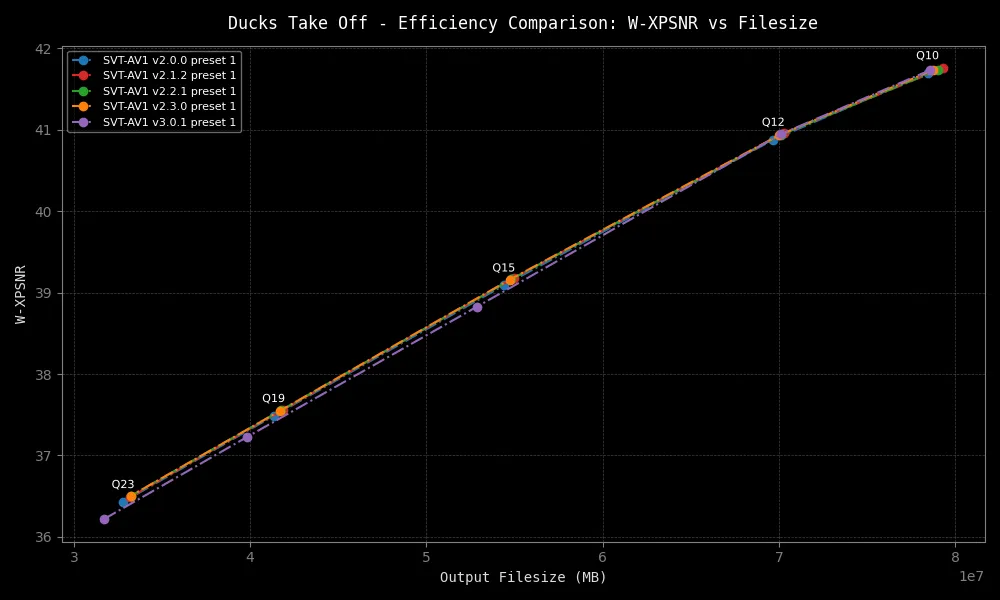 Ducks Take Off - Efficiency Comparison: W-XPSNR vs Filesize
SVT-AV1 v2.0.0 preset 1
SVT-AV1 v2.1.2 preset 1
SVT-AV1 v2.2.1 preset 1
SVT-AV1 v2.3.0 preset 1
SVT-AV1 v3.0.1 preset 1
Q10
Q12
Q15
Q19
Q23
W-XPSNR
42
41
40
39
38
37
36
3 4 5 6 7 8
1e7
Output Filesize (MB)